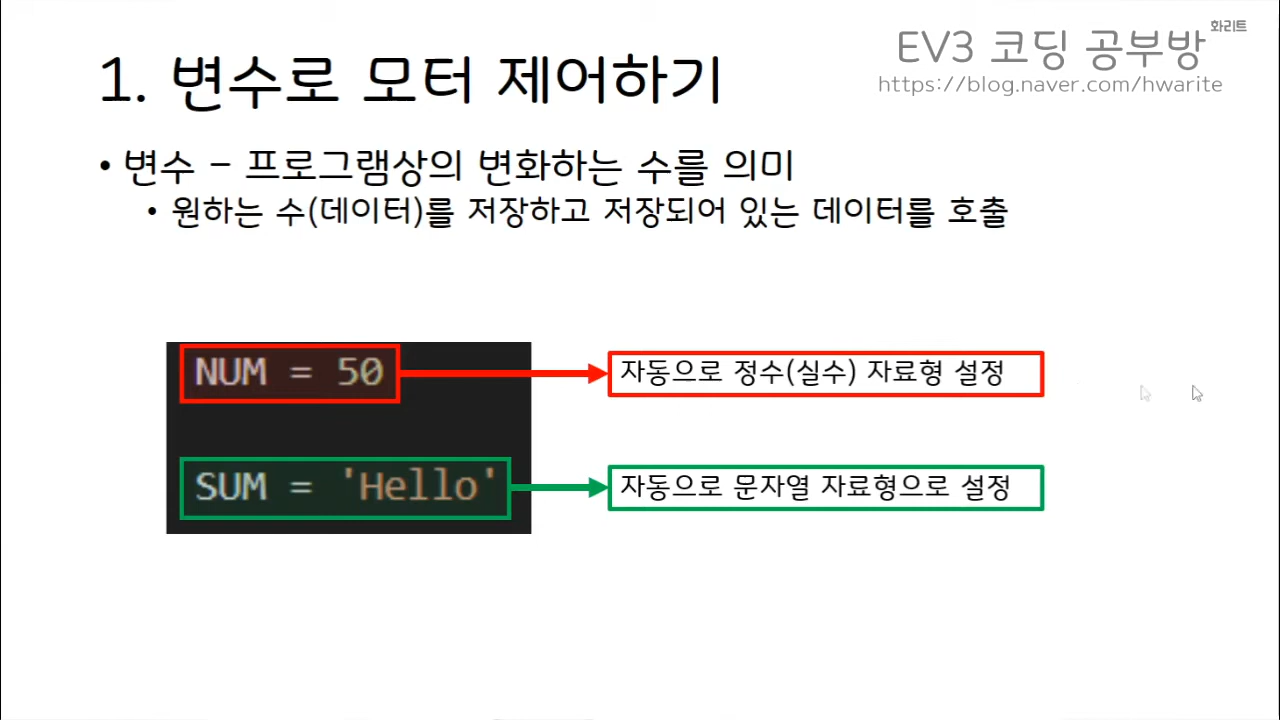 화리트
EV3 코딩 공부방
https://blog.naver.com/hwarite
1. 변수로 모터 제어하기
• 변수 – 프로그램상의 변화하는 수를 의미
• 원하는 수(데이터)를 저장하고 저장되어 있는 데이터를 호출
NUM = 50
자동으로 정수(실수) 자료형 설정
SUM = 'Hello'
자동으로 문자열 자료형으로 설정